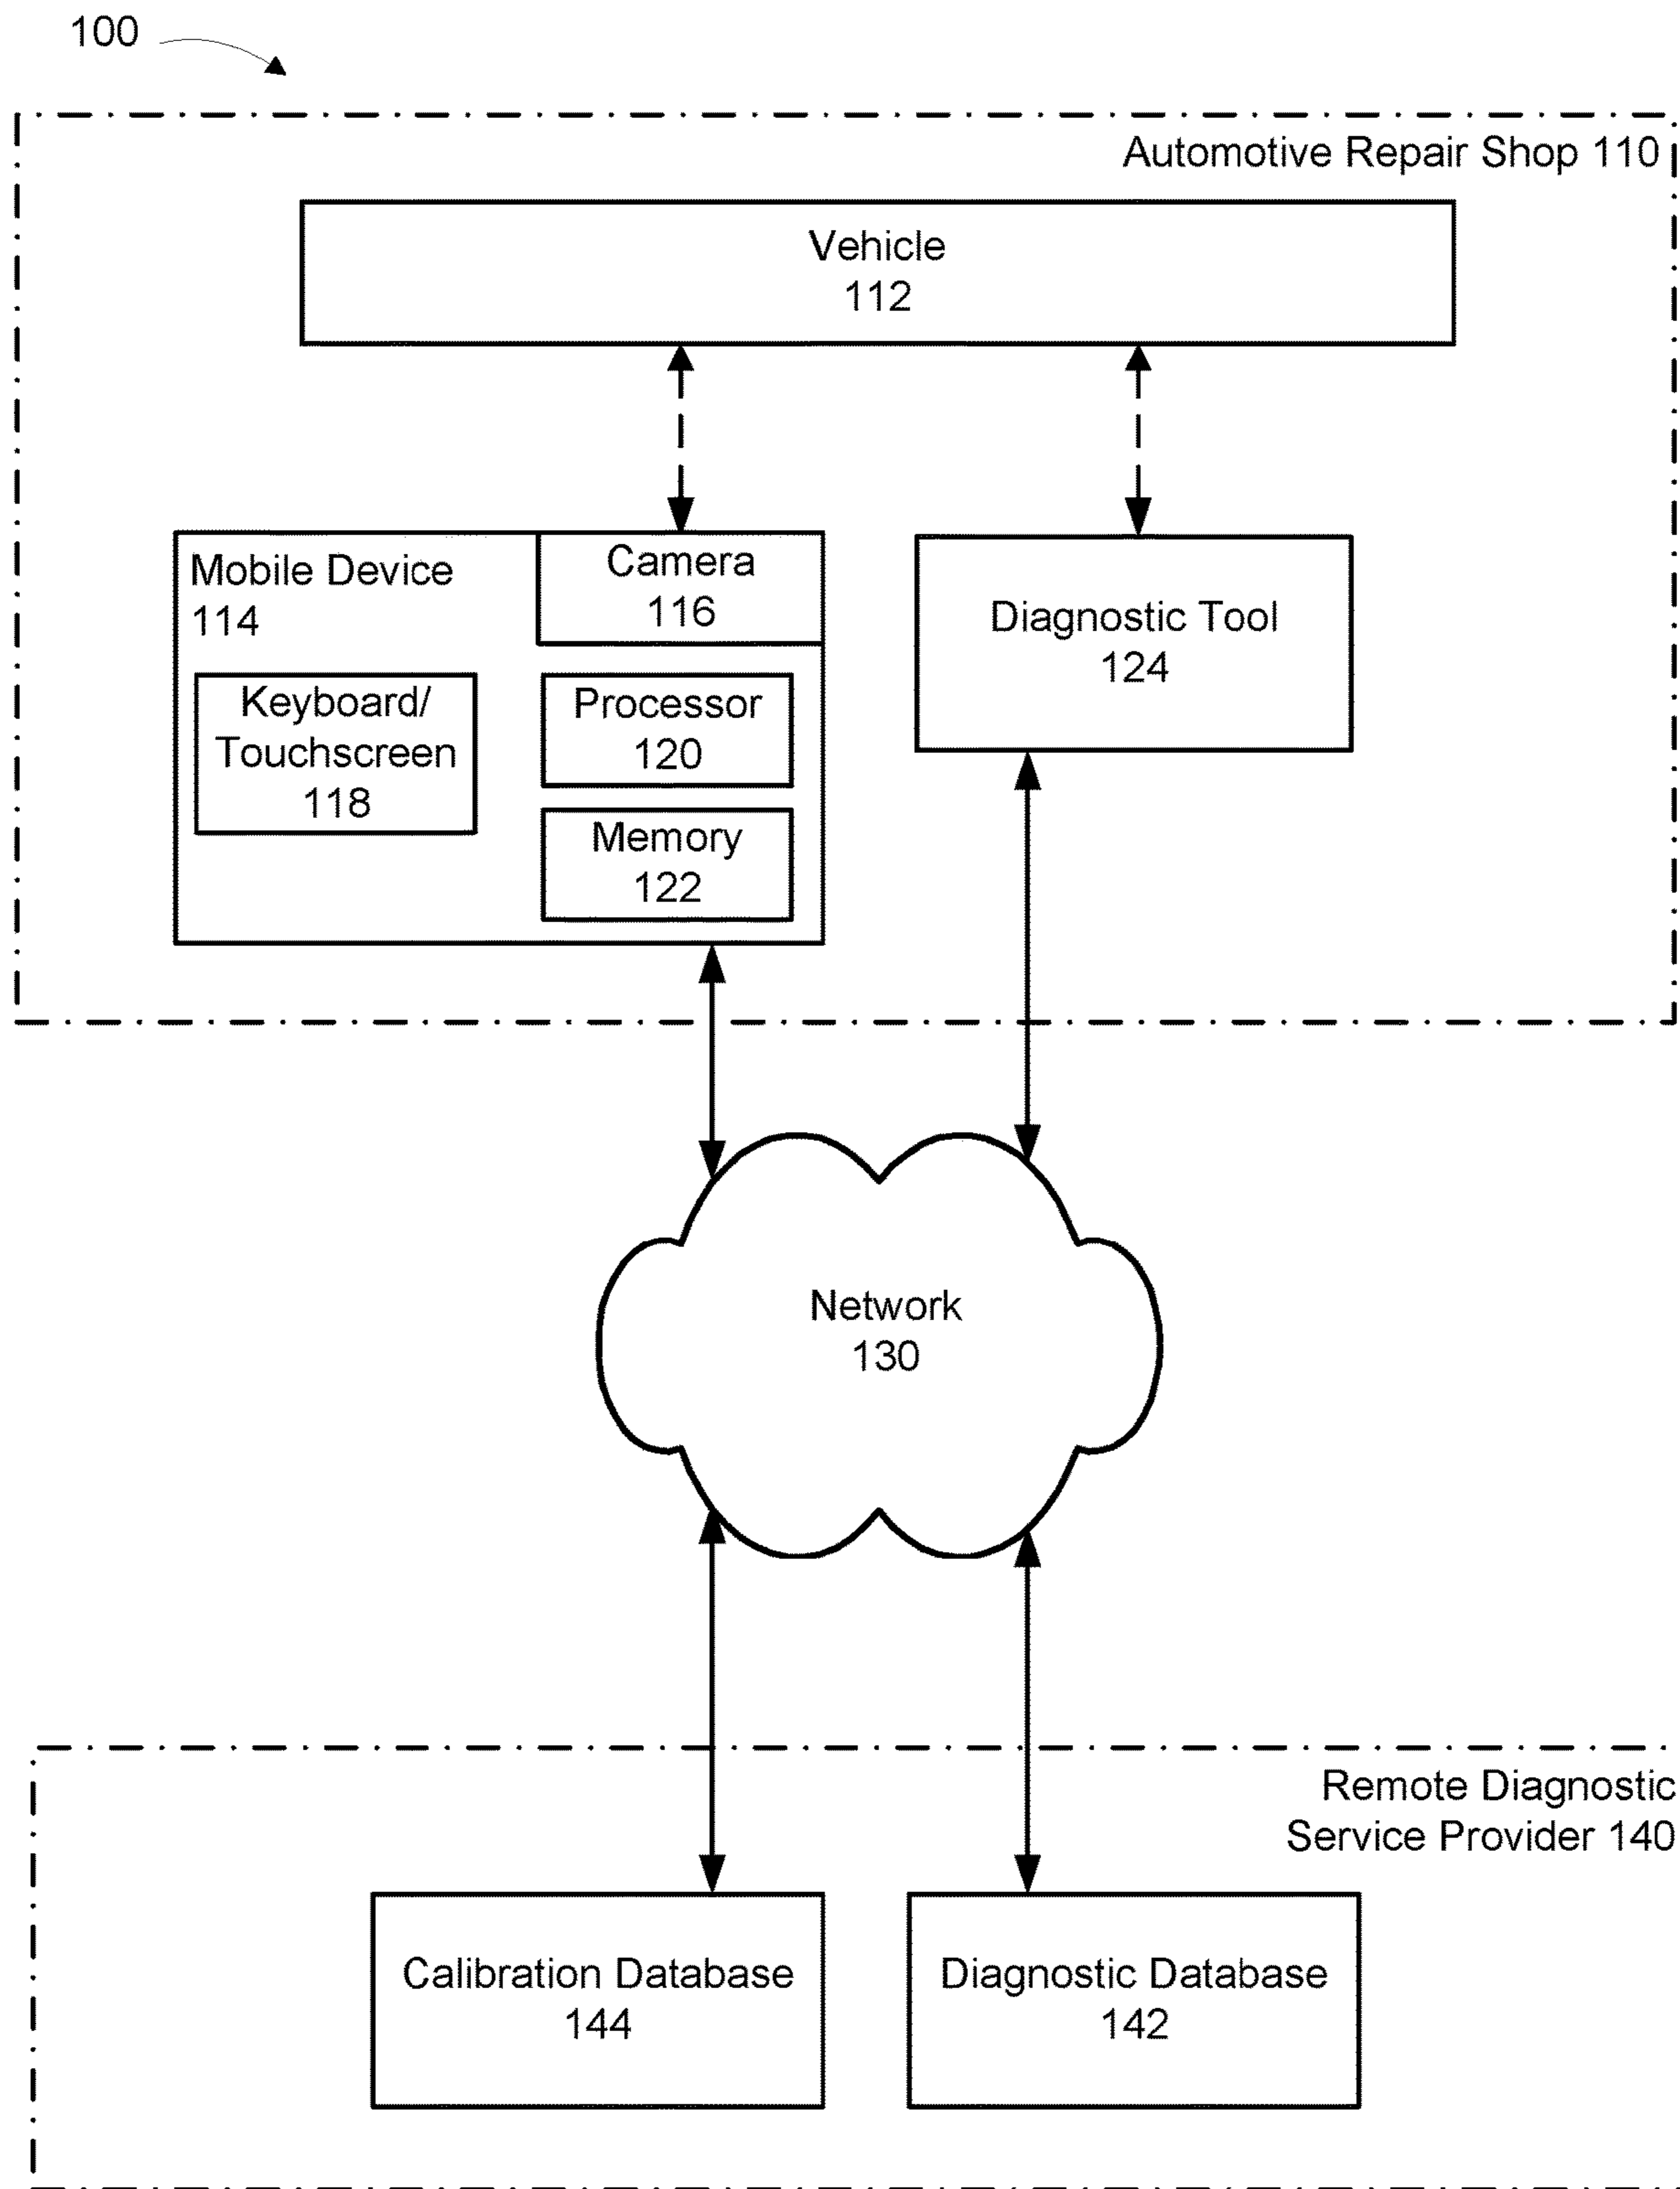 100
Automotive Repair Shop 110
Vehicle
112
Mobile Device
114
Camera
116
Keyboard/
Touchscreen
118
Processor
120
Memory
122
Diagnostic Tool
124
Network
130
Remote Diagnostic
Service Provider 140
Calibration Database
144
Diagnostic Database
142